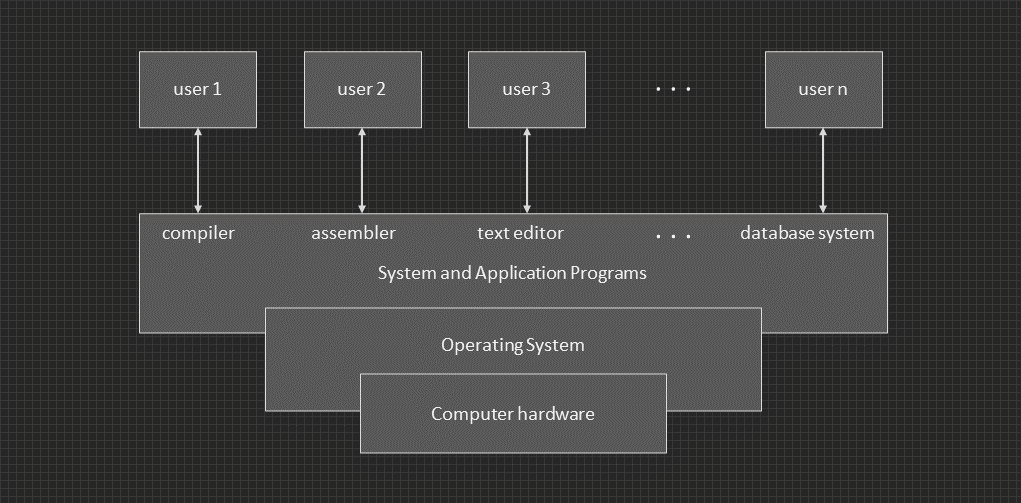 user 1
user 2
user 3
. . .
user n
compiler
assembler
text editor
. . .
database system
System and Application Programs
Operating System
Computer hardware